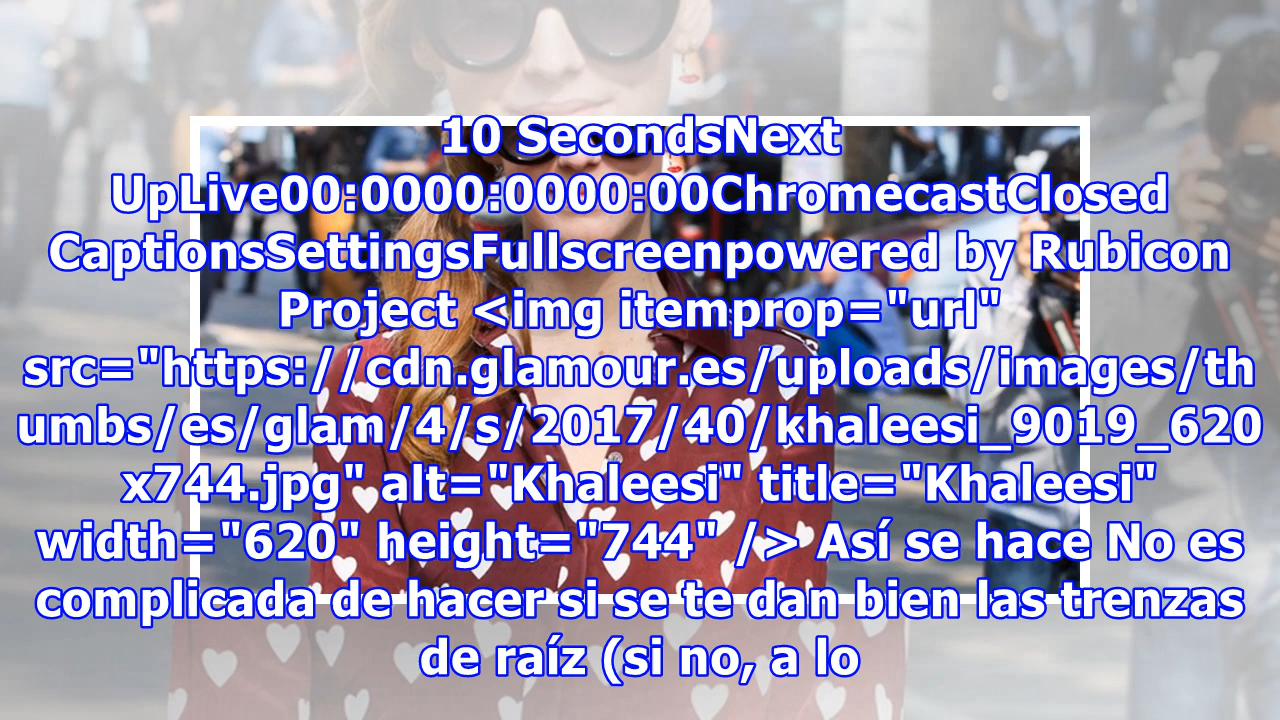 10 SecondsNext
UpLive00:0000:0000:00ChromecastClosed
CaptionsSettingsFullscreenpowered by Rubicon
Project <img itemprop="url"
src="https://cdn.glamour.es/uploads/images/th
umbs/es/glam/4/s/2017/40/khaleesi_9019_620
x744.jpg" alt="Khaleesi" title="Khaleesi"
width="620" height="744" /> Así se hace No es
complicada de hacer si se te dan bien las trenzas
de raíz (si no, a lo